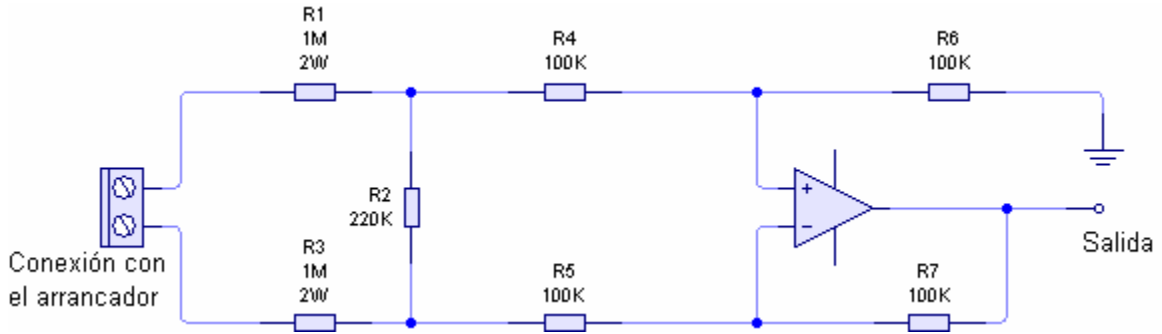 R1
1M
2W
R4
100K
R6
100K
R2
220K
+
−
Conexión con
el arrancador
R3
1M
2W
R5
100K
R7
100K
Salida